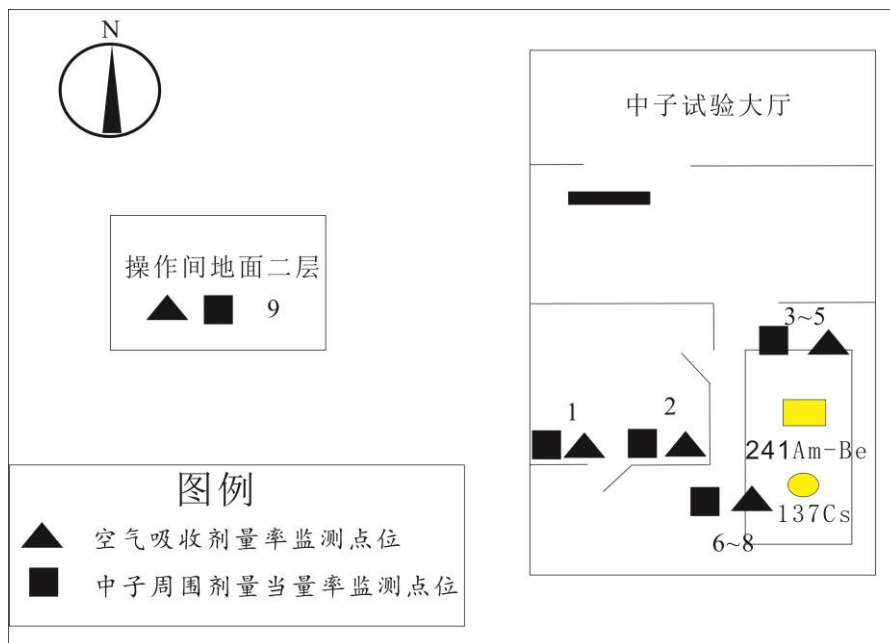 N
中子试验大厅
操作间地面二层
9
3~5
1
2
241Am-Be
137Cs
6~8
图例
空气吸收剂量率监测点位
中子周围剂量当量率监测点位